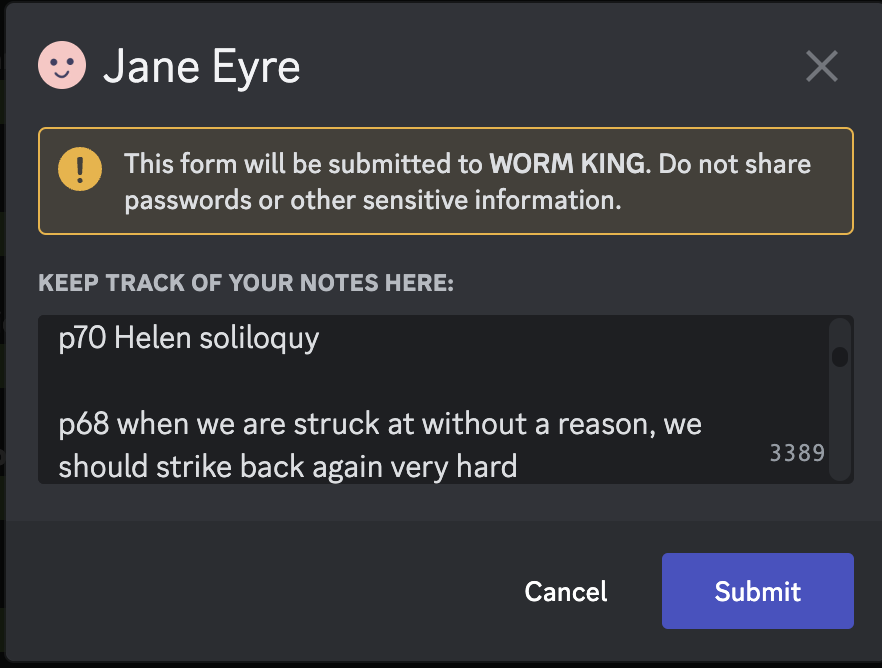 Jane Eyre
This form will be submitted to WORM KING. Do not share
passwords or other sensitive information.
KEEP TRACK OF YOUR NOTES HERE:
p70 Helen soliloquy
p68 when we are struck at without a reason, we
should strike back again very hard
3389
Cancel
Submit